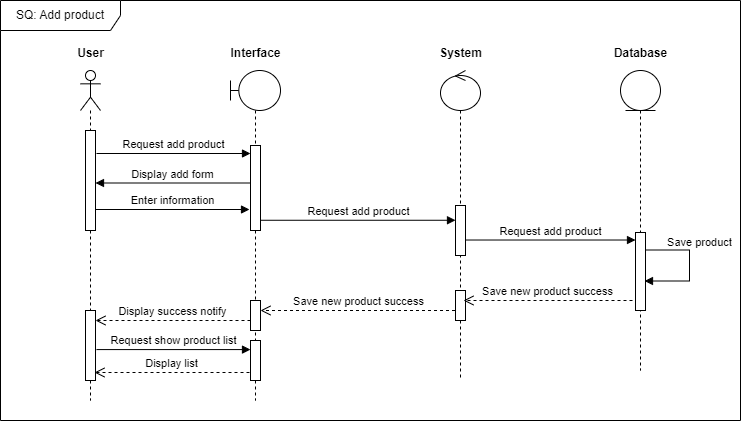 SQ: Add product
User
Interface
System
Database
Request add product
Display add form
Enter information
Request add product
Request add product
Save product
Save new product success
Save new product success
Display success notify
Request show product list
Display list